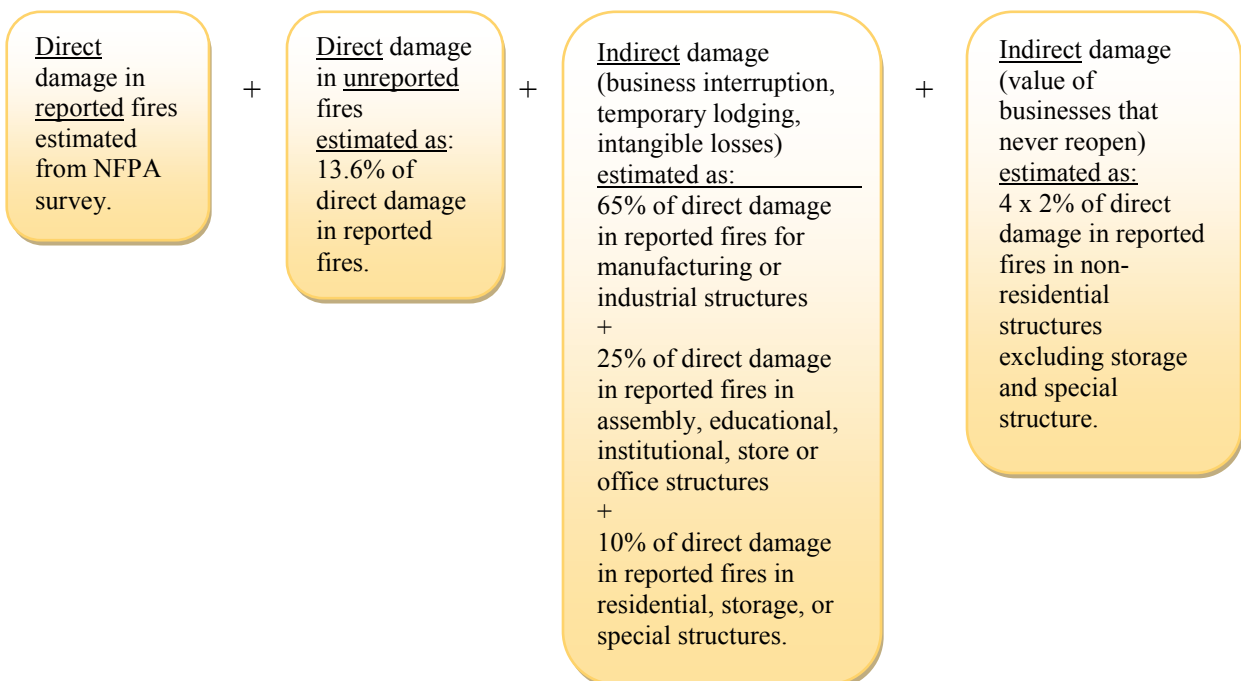 Direct
damage in
reported fires
estimated
from NFPA
survey.
+
Direct damage
in unreported
fires
estimated as:
13.6% of
direct damage
in reported
fires.
+
Indirect damage
(business interruption,
temporary lodging,
intangible losses)
estimated as:
65% of direct damage
in reported fires for
manufacturing or
industrial structures
+
25% of direct damage
in reported fires in
assembly, educational,
institutional, store or
office structures
+
10% of direct damage
in reported fires in
residential, storage, or
special structures.
+
Indirect damage
(value of
businesses that
never reopen)
estimated as:
4 x 2% of direct
damage in reported
fires in non-
residential
structures
excluding storage
and special
structure.